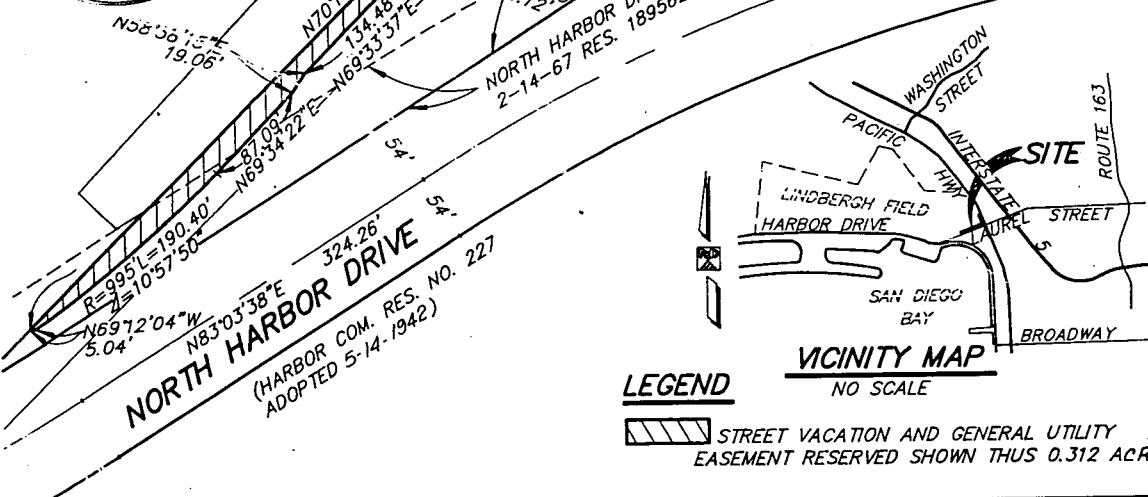 19.06'
134.48
N69°33'37"E
87.09'
N69°34'22"E
2-14-67 RES.
54'
54'
R=995' L=190.40'
Δ=10°57'50"
324.26'
N69°12'04"W
5.04'
N83°03'38"E
NORTH HARBOR DRIVE
(HARBOR COM. RES. NO. 227
ADOPTED 5-14-1942)
WASHINGTON
STREET
PACIFIC
HWY
INTERSTATE
5
SITE
ROUTE 163
LINDBERGH FIELD
HARBOR DRIVE
LAUREL STREET
SAN DIEGO
BAY
BROADWAY
VICINITY MAP
NO SCALE
LEGEND
STREET VACATION AND GENERAL UTILITY
EASEMENT RESERVED SHOWN THUS 0.312 ACR